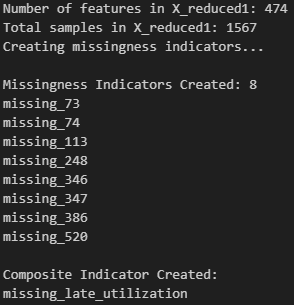 Number of features in X_reduced1: 474
Total samples in X_reduced1: 1567
Creating missingness indicators...
Missingness Indicators Created: 8
missing_73
missing_74
missing_113
missing_248
missing_346
missing_347
missing_386
missing_520
Composite Indicator Created:
missing_late_utilization